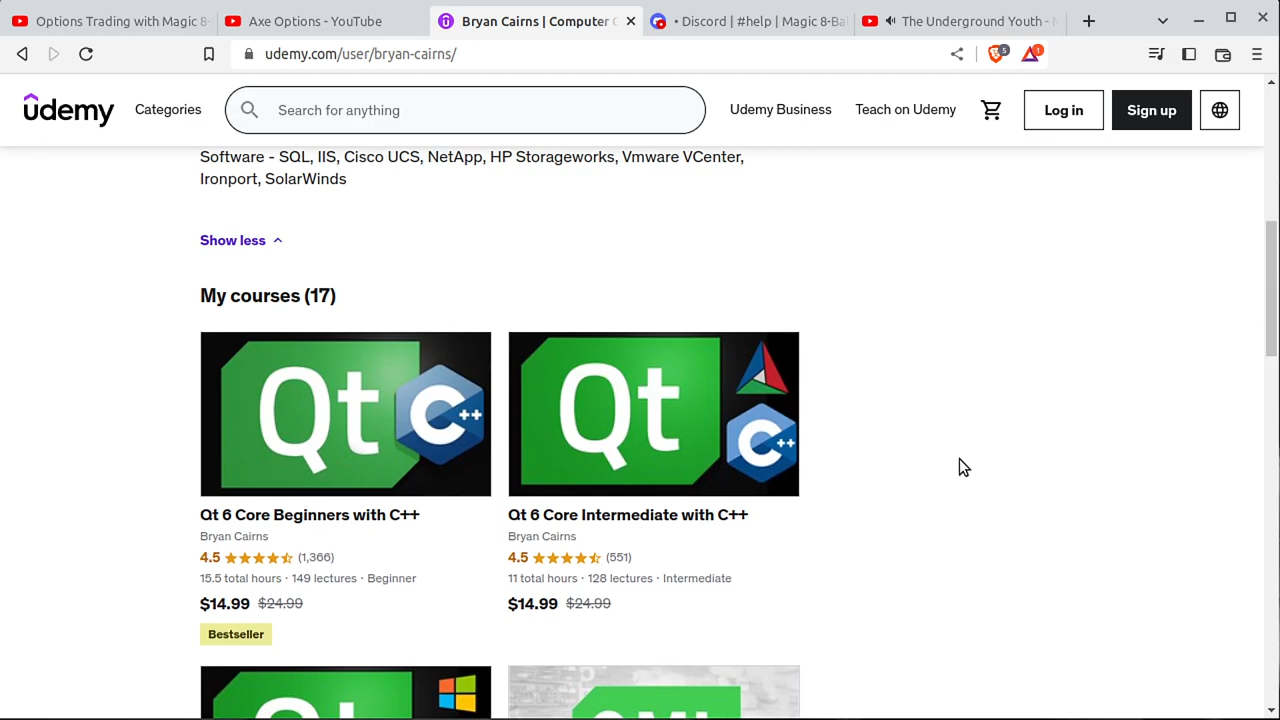 Options Trading with Magic 8-
Axe Options - YouTube
Bryan Cairns | Computer
• Discord | #help | Magic 8-Ba
The Underground Youth -
udemy.com/user/bryan-cairns/
5
1
ûdemy
Categories
Search for anything
Udemy Business
Teach on Udemy
Log in
Sign up
Software - SQL, IIS, Cisco UCS, NetApp, HP Storageworks, Vmware VCenter,
Ironport, SolarWinds
Show less
My courses (17)
Qt C++
Qt C++
Qt 6 Core Beginners with C++
Bryan Cairns
4.5 (1,366)
15.5 total hours · 149 lectures · Beginner
$14.99 $24.99
Bestseller
Qt 6 Core Intermediate with C++
Bryan Cairns
4.5 (551)
11 total hours · 128 lectures · Intermediate
$14.99 $24.99